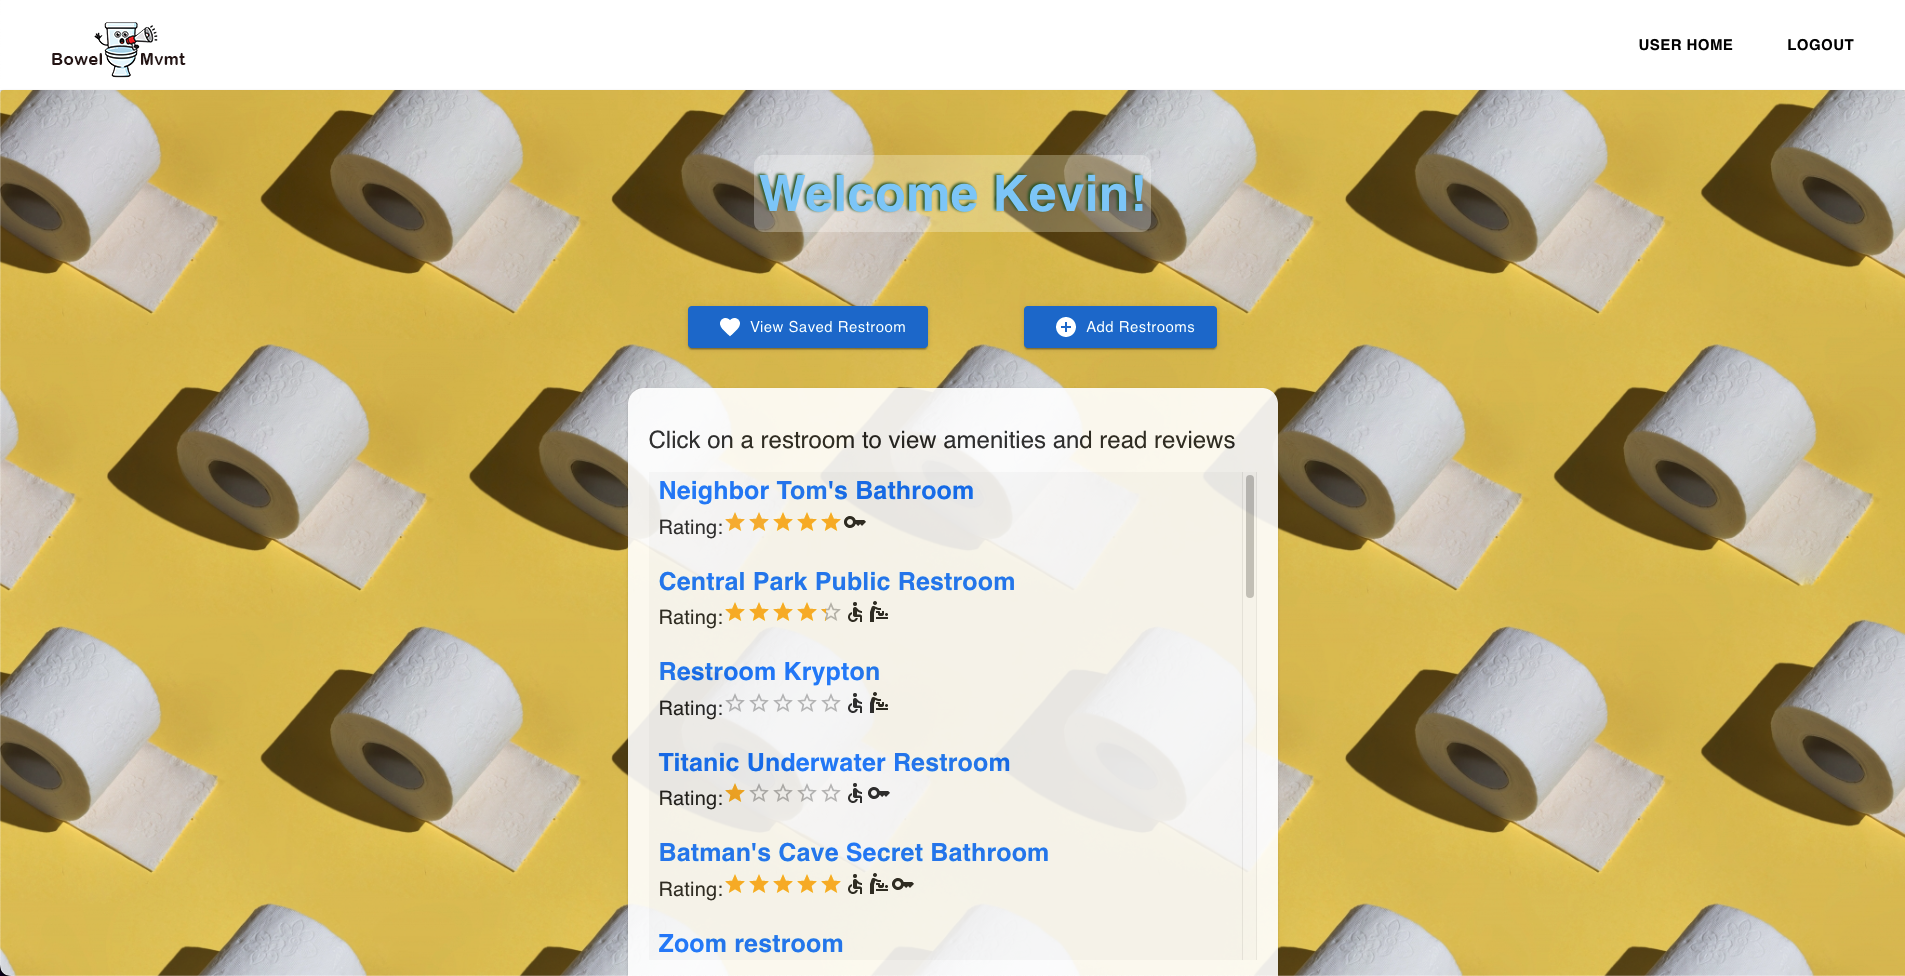 Bowel Mvmt
USER HOME
LOGOUT
Welcome Kevin!
View Saved Restroom
Add Restrooms
Click on a restroom to view amenities and read reviews
Neighbor Tom's Bathroom
Rating:
Central Park Public Restroom
Rating:
Restroom Krypton
Rating:
Titanic Underwater Restroom
Rating:
Batman's Cave Secret Bathroom
Rating:
Zoom restroom